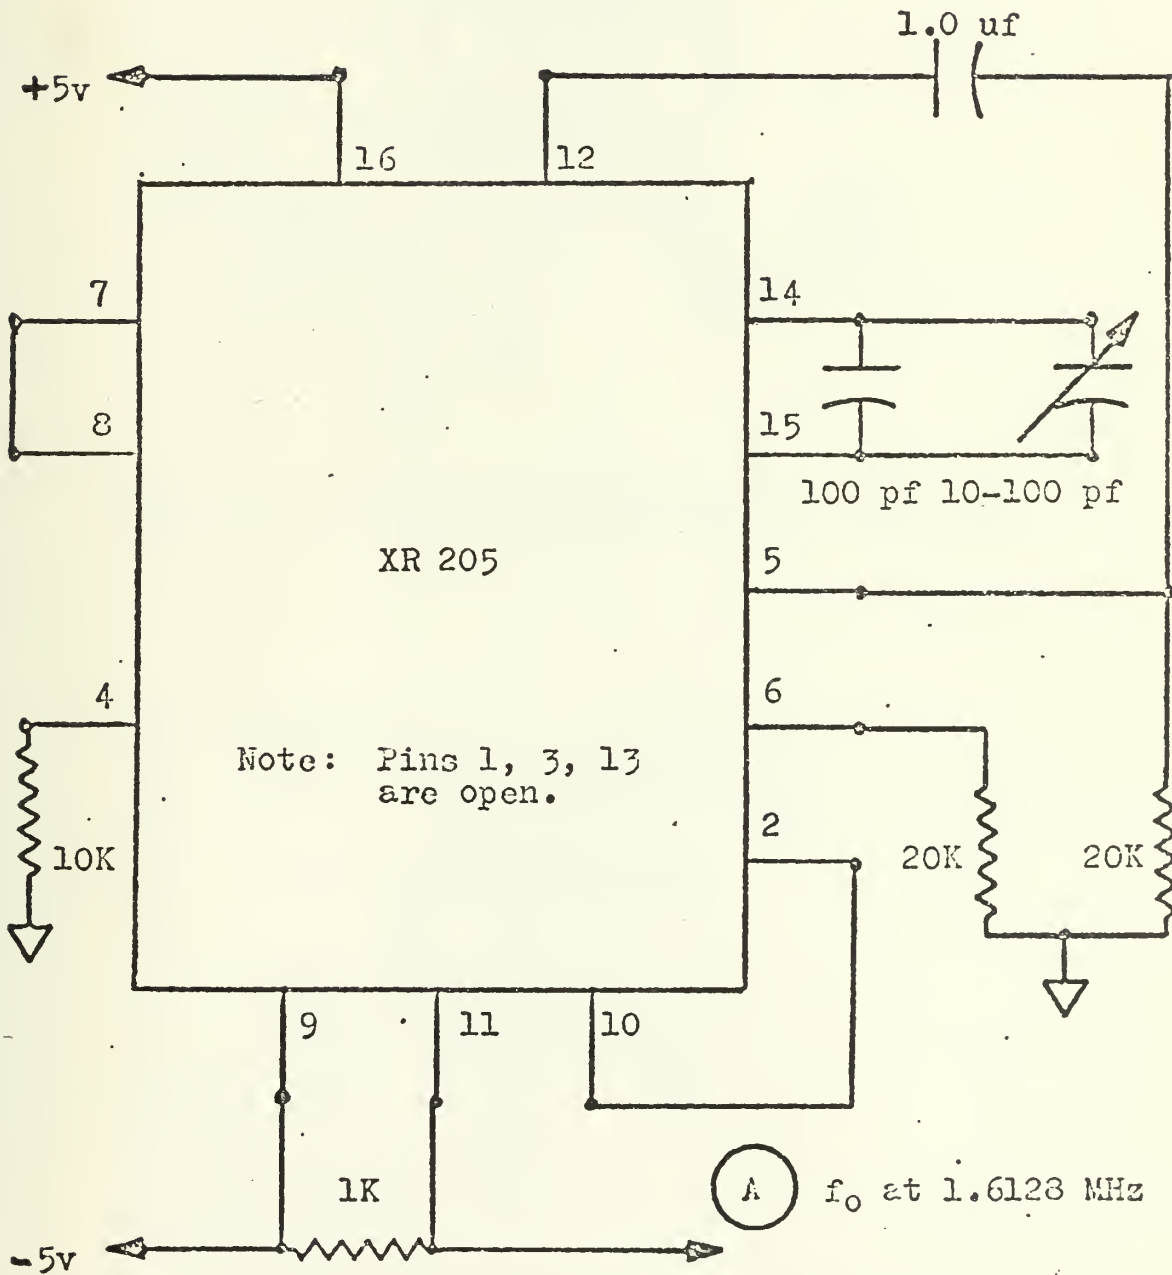 1.0 uf
+5v
16
12
7
14
8
15
100 pf 10-100 pf
XR 205
5
4
6
Note: Pins 1, 3, 13
are open.
2
10K
20K
20K
9
11
10
1K
A
fo at 1.6128 MHz
-5v